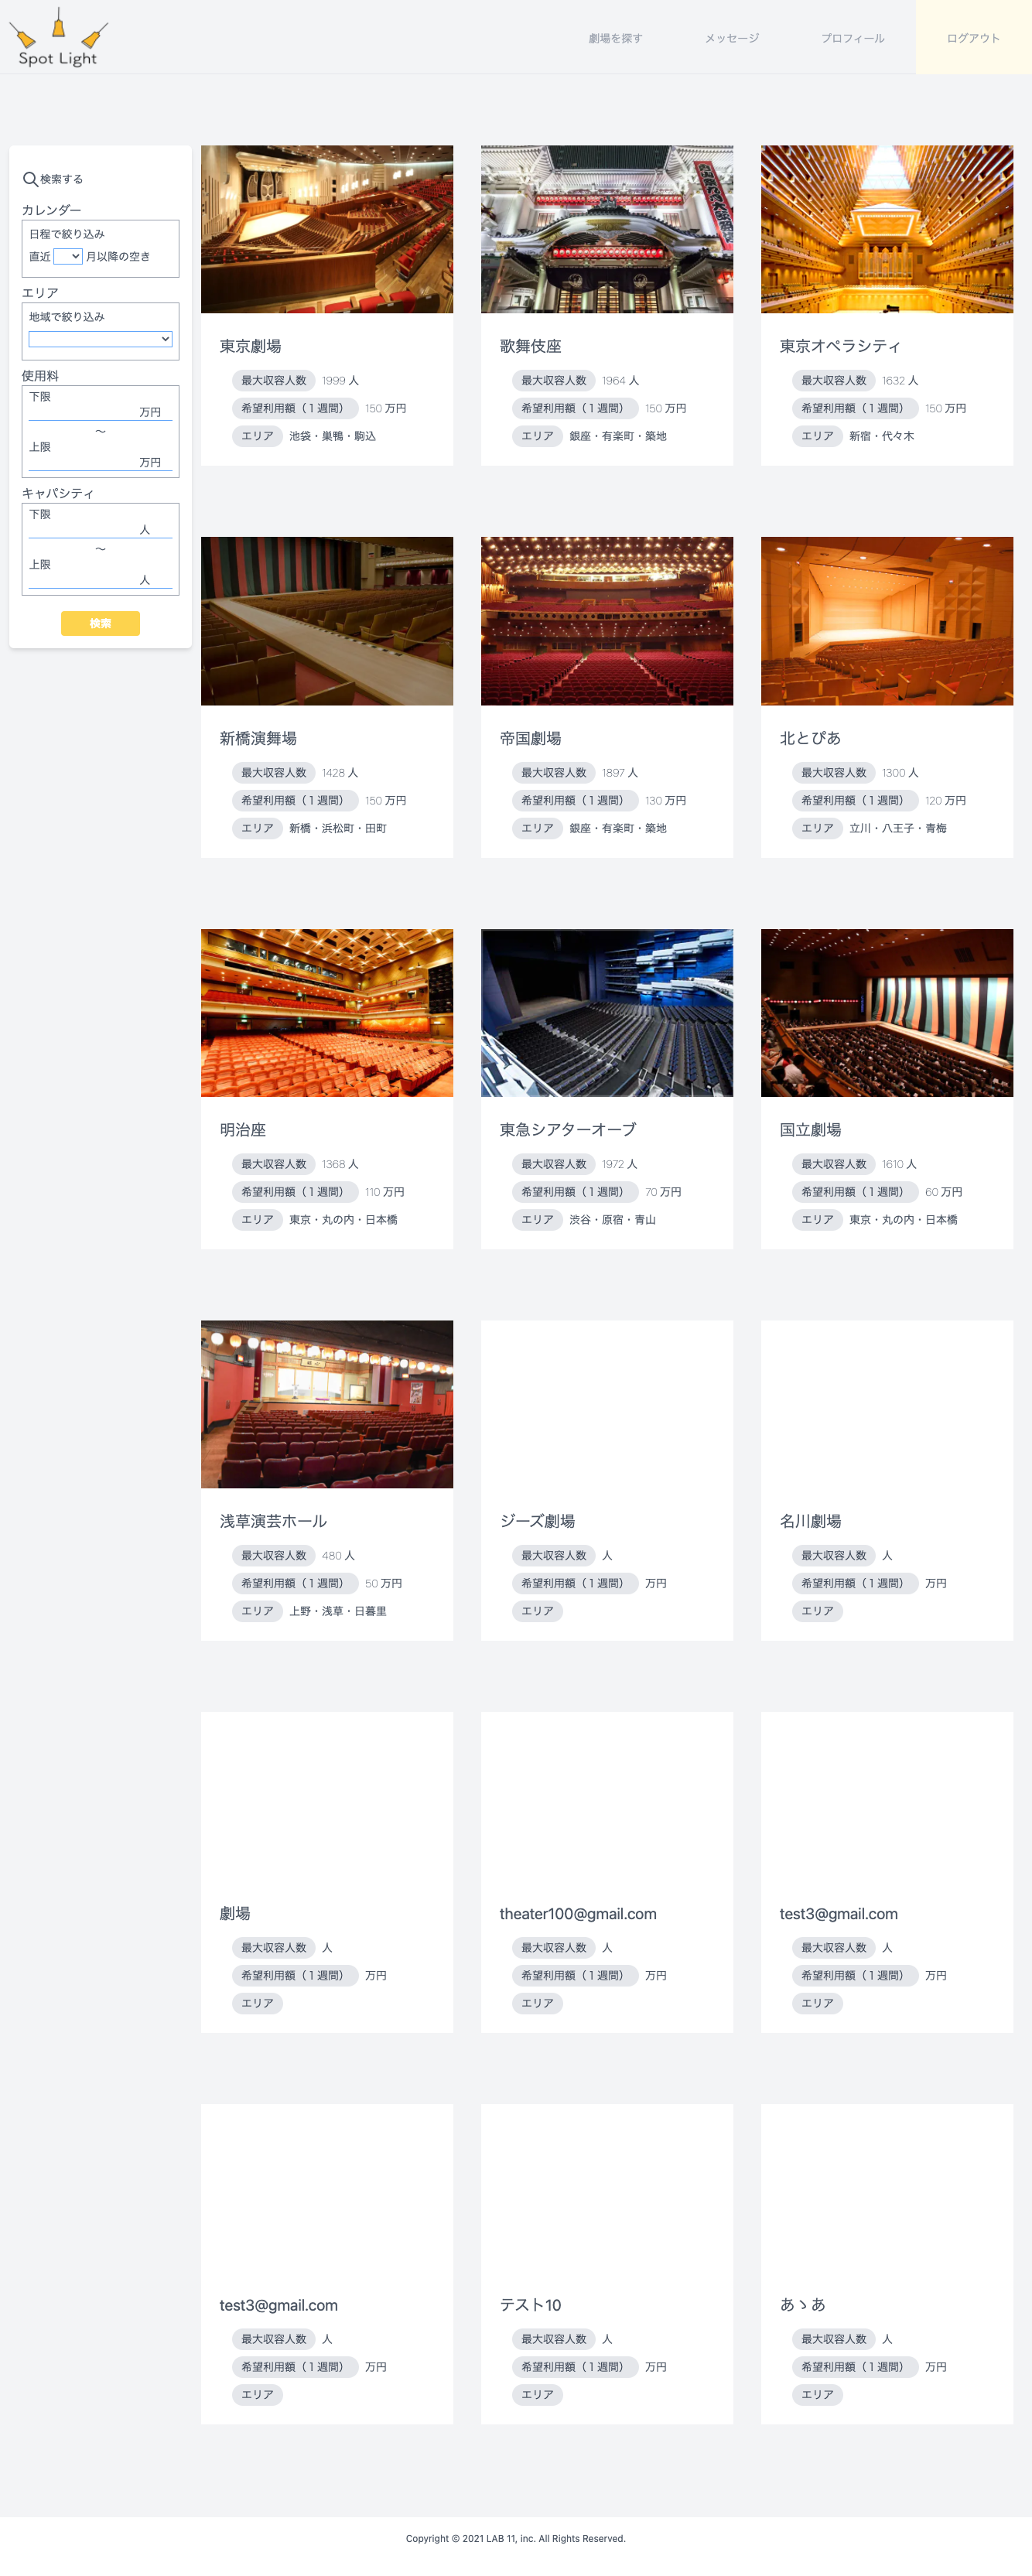 Spot Light
劇場を探す
メッセージ
プロフィール
ログアウト
検索する
カレンダー
日程で絞り込み
直近 月以降の空き
エリア
地域で絞り込み
使用料
下限
万円
〜
上限
万円
キャパシティ
下限
人
〜
上限
人
検索
東京劇場
最大収容人数 1999 人
希望利用額（１週間） 150 万円
エリア 池袋・巣鴨・駒込
歌舞伎座
最大収容人数 1964 人
希望利用額（１週間） 150 万円
エリア 銀座・有楽町・築地
東京オペラシティ
最大収容人数 1632 人
希望利用額（１週間） 150 万円
エリア 新宿・代々木
新橋演舞場
最大収容人数 1428 人
希望利用額（１週間） 150 万円
エリア 新橋・浜松町・田町
帝国劇場
最大収容人数 1897 人
希望利用額（１週間） 130 万円
エリア 銀座・有楽町・築地
北とぴあ
最大収容人数 1300 人
希望利用額（１週間） 120 万円
エリア 立川・八王子・青梅
明治座
最大収容人数 1368 人
希望利用額（１週間） 110 万円
エリア 東京・丸の内・日本橋
東急シアターオーブ
最大収容人数 1972 人
希望利用額（１週間） 70 万円
エリア 渋谷・原宿・青山
国立劇場
最大収容人数 1610 人
希望利用額（１週間） 60 万円
エリア 東京・丸の内・日本橋
浅草演芸ホール
最大収容人数 480 人
希望利用額（１週間） 50 万円
エリア 上野・浅草・日暮里
ジーズ劇場
最大収容人数 人
希望利用額（１週間） 万円
エリア
名川劇場
最大収容人数 人
希望利用額（１週間） 万円
エリア
劇場
最大収容人数 人
希望利用額（１週間） 万円
エリア
theater100@gmail.com
最大収容人数 人
希望利用額（１週間） 万円
エリア
test3@gmail.com
最大収容人数 人
希望利用額（１週間） 万円
エリア
test3@gmail.com
最大収容人数 人
希望利用額（１週間） 万円
エリア
テスト10
最大収容人数 人
希望利用額（１週間） 万円
エリア
あゝあ
最大収容人数 人
希望利用額（１週間） 万円
エリア
Copyright © 2021 LAB 11, inc. All Rights Reserved.